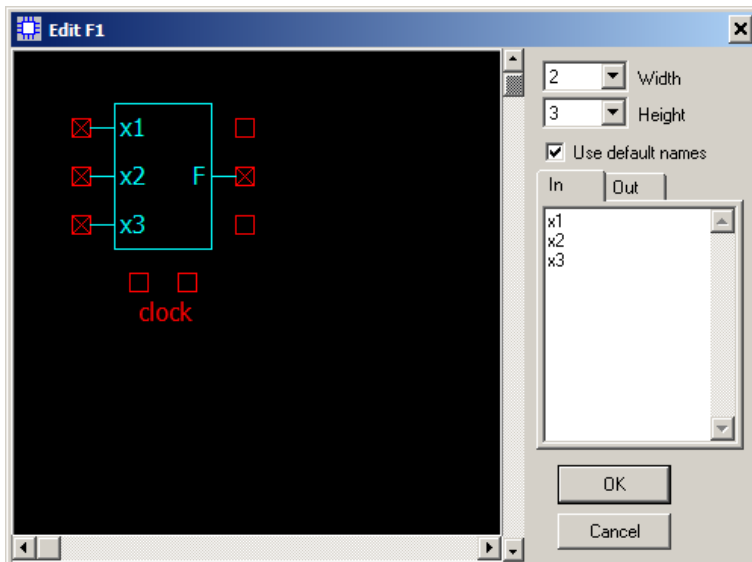 Edit F1
x1
x2 F
x3
clock
2 Width
3 Height
Use default names
In Out
x1
x2
x3
OK
Cancel